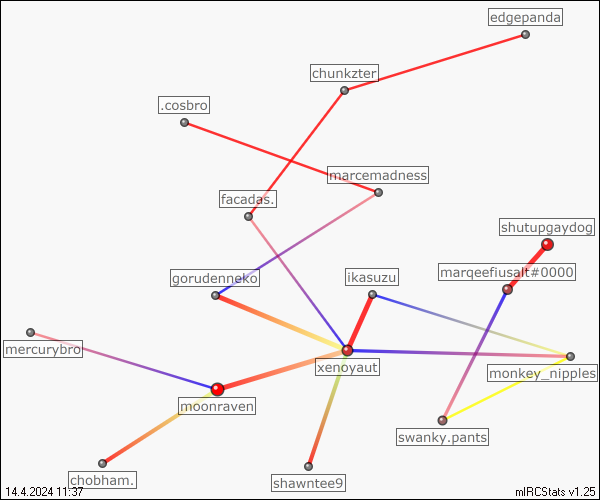 edgepanda
chunkzter
.cosbro
marcemadness
facadas.
shutupgaydog
gorudenneko
ikasuzu
marqeefiusalt#0000
mercurybro
xenoyaut
monkey_nipples
moonraven
swanky.pants
chobham.
shawntee9
14.4.2024 11:37
mIRCStats v1.25